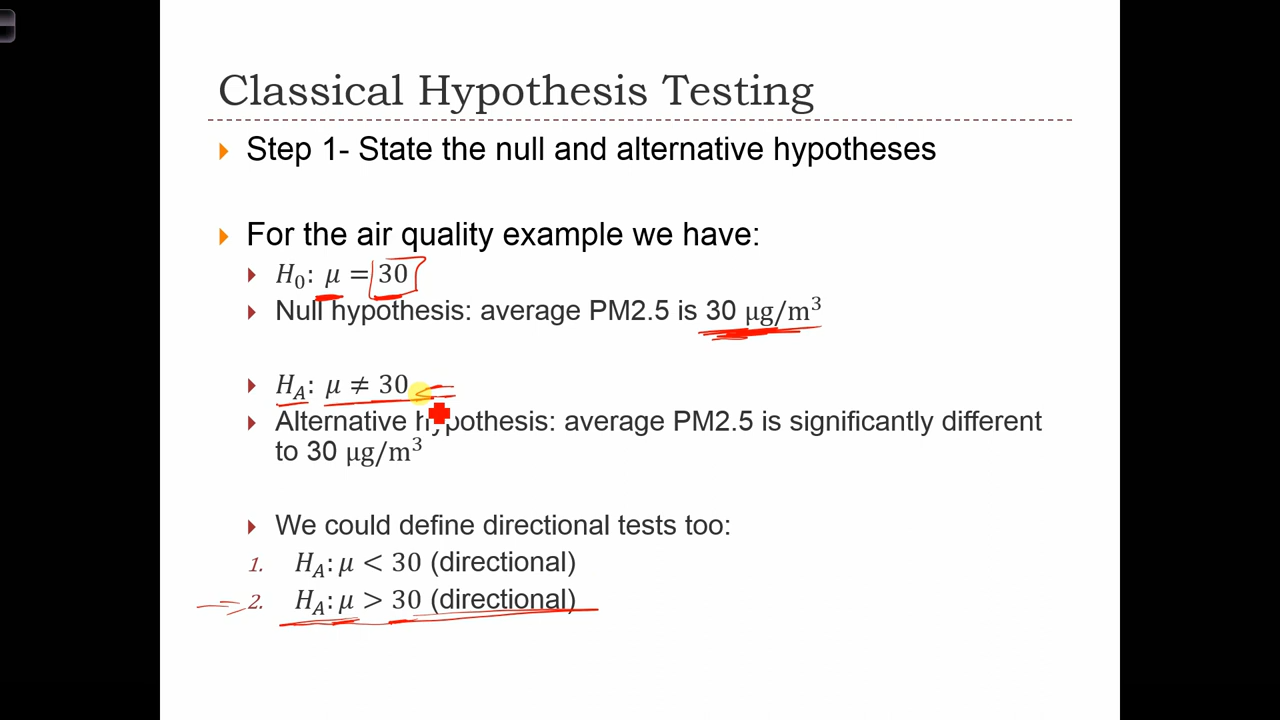 Classical Hypothesis Testing
Step 1- State the null and alternative hypotheses
For the air quality example we have:
H₀: μ = 30
Null hypothesis: average PM2.5 is 30 μg/m³
H_A: μ ≠ 30
Alternative hypothesis: average PM2.5 is significantly different
to 30 μg/m³
We could define directional tests too:
1. H_A: μ < 30 (directional)
2. H_A: μ > 30 (directional)